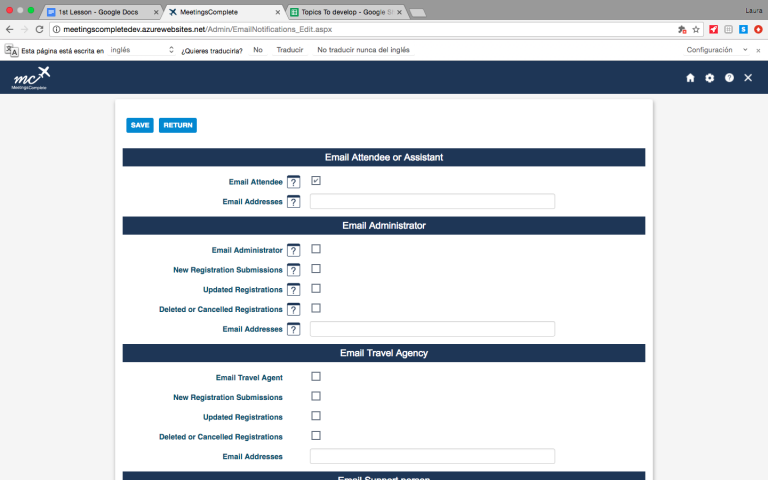 1st Lesson - Google Docs
MeetingsComplete
Topics To develop - Google
Laura
meetingscompletedev.azurewebsites.net/Admin/EmailNotifications_Edit.aspx
Esta página está escrita en inglés ¿Quieres traducirla? No Traducir No traducir nunca del inglés Configuración
mc
MeetingsComplete
SAVE RETURN
Email Attendee or Assistant
Email Attendee ?
Email Addresses ?
Email Administrator
Email Administrator ?
New Registration Submissions ?
Updated Registrations ?
Deleted or Cancelled Registrations ?
Email Addresses ?
Email Travel Agency
Email Travel Agent
New Registration Submissions
Updated Registrations
Deleted or Cancelled Registrations
Email Addresses
Email Support person